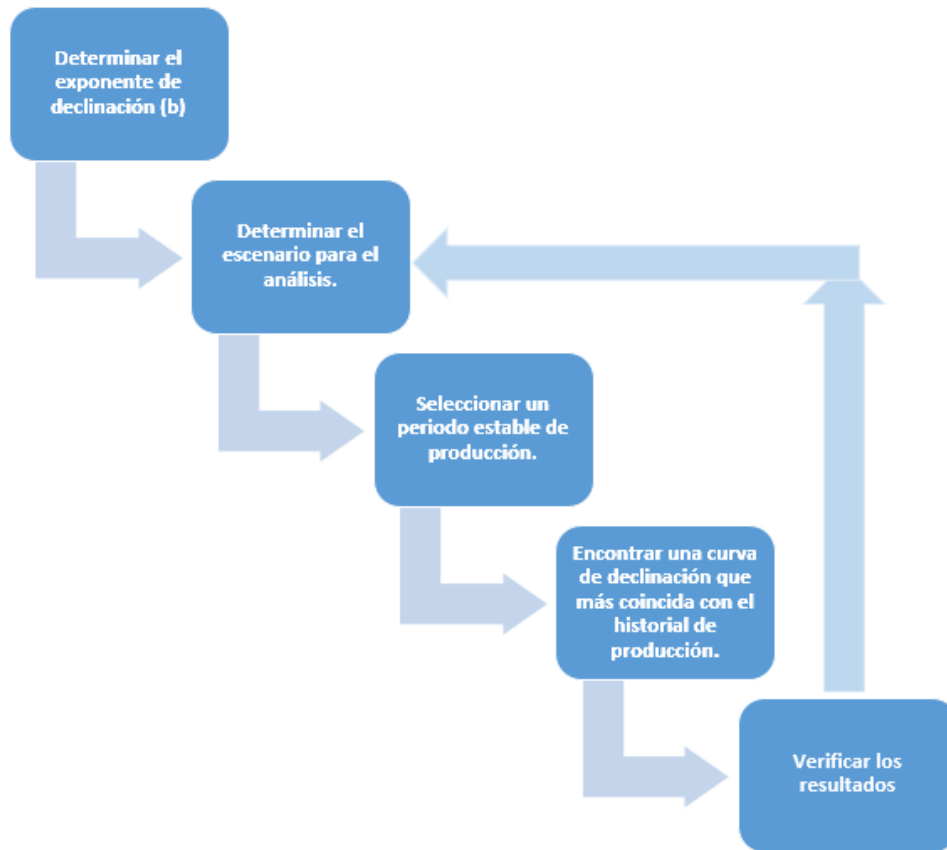 Determinar el
exponente de
declinación (b)
Determinar el
escenario para el
análisis.
Seleccionar un
periodo estable de
producción.
Encontrar una curva
de declinación que
más coincida con el
historial de
producción.
Verificar los
resultados